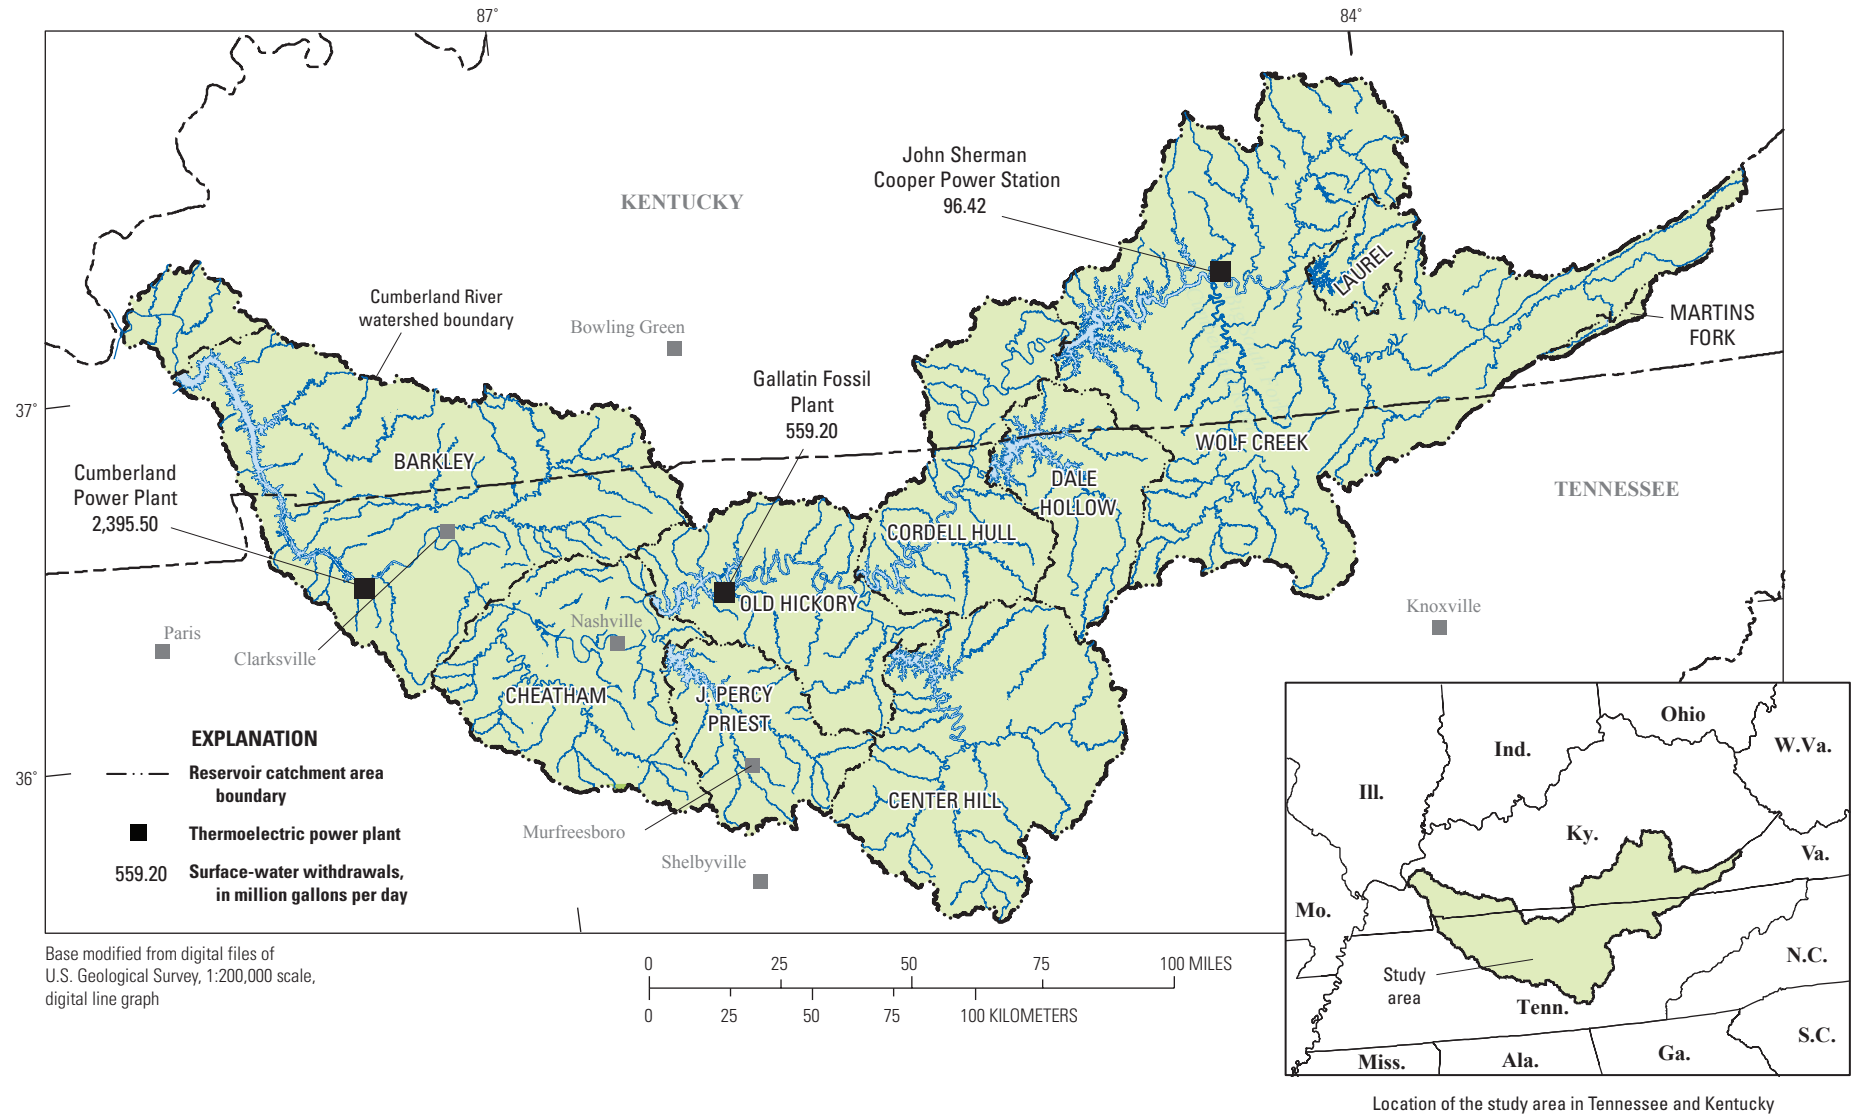 87°
84°
John Sherman
Cooper Power Station
96.42
KENTUCKY
LAUREL
Cumberland River
watershed boundary
Bowling Green
MARTINS
FORK
Gallatin Fossil
Plant
559.20
37°
BARKLEY
WOLF CREEK
Cumberland
Power Plant
2,395.50
DALE
HOLLOW
TENNESSEE
CORDELL HULL
OLD HICKORY
Nashville
Knoxville
Paris
Clarksville
CHEATHAM
J. PERCY
PRIEST
EXPLANATION
Reservoir catchment area
boundary
Thermoelectric power plant
559.20
Surface-water withdrawals,
in million gallons per day
36°
CENTER HILL
Murfreesboro
Shelbyville
Ohio
Ind.
W.Va.
Ill.
Ky.
Va.
Mo.
N.C.
Study
area
Tenn.
S.C.
Miss.
Ala.
Ga.
Base modified from digital files of
U.S. Geological Survey, 1:200,000 scale,
digital line graph
0 25 50 75 100 MILES
0 25 50 75 100 KILOMETERS
Location of the study area in Tennessee and Kentucky